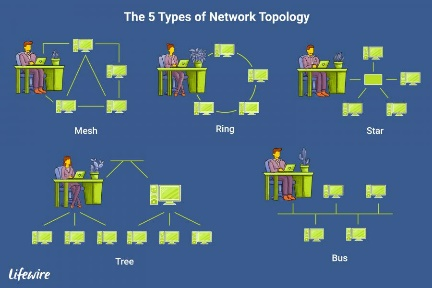 The 5 Types of Network Topology
Mesh
Ring
Star
Tree
Bus
lifewire